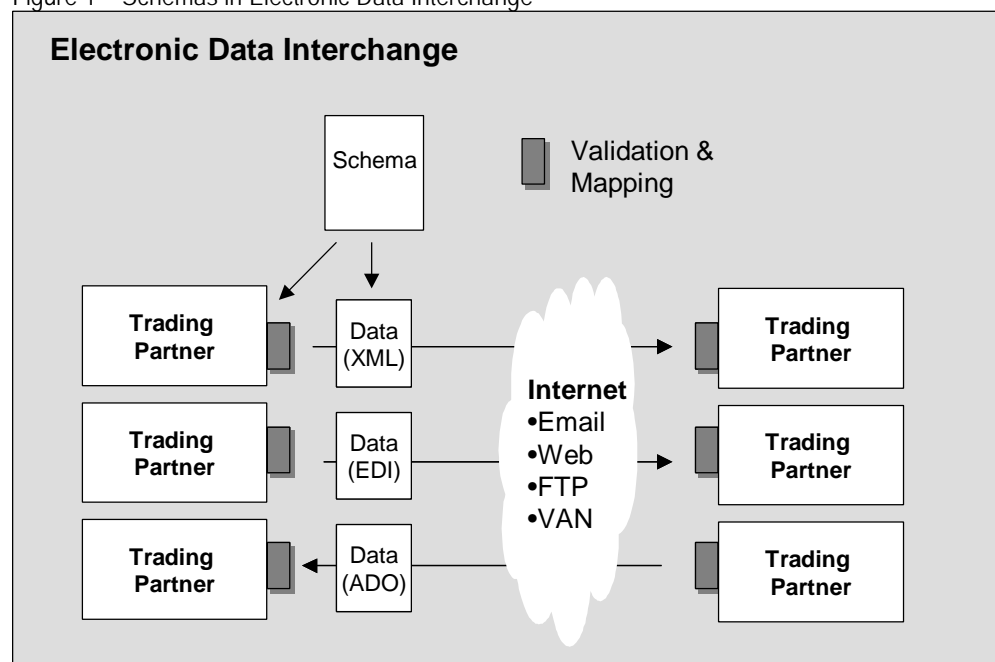 Figure 1 – Schemas in Electronic Data Interchange
Electronic Data Interchange
Schema
Validation &
Mapping
Trading
Partner
Data
(XML)
Trading
Partner
Internet
•Email
•Web
•FTP
•VAN
Trading
Partner
Data
(EDI)
Trading
Partner
Trading
Partner
Data
(ADO)
Trading
Partner